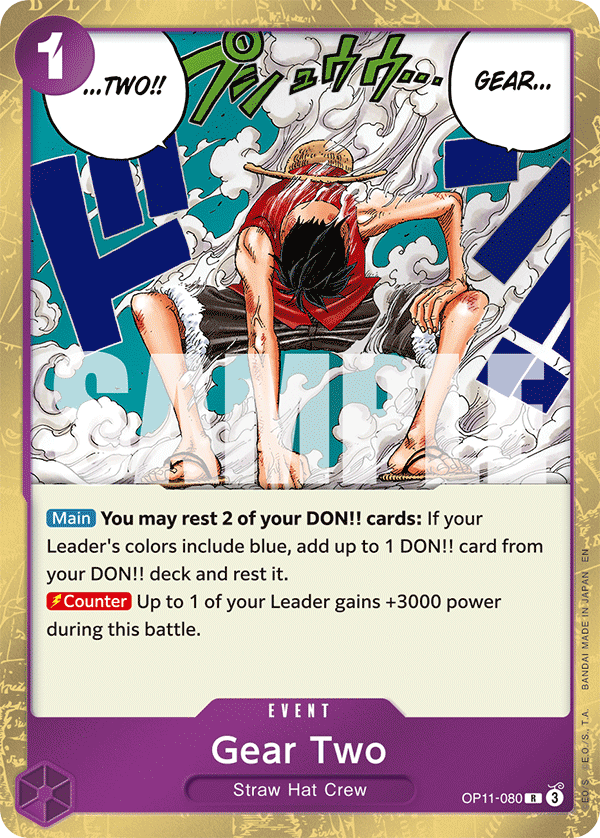 1
...TWO!!
プシュウウ...
GEAR...
ドン!!
SAMPLE
Main You may rest 2 of your DON!! cards: If your
Leader's colors include blue, add up to 1 DON!! card from
your DON!! deck and rest it.
Counter Up to 1 of your Leader gains +3000 power
during this battle.
EVENT
Gear Two
Straw Hat Crew
OP11-080 R 3
E.O.S. ©E.O./S., T.A. BANDAI MADE IN JAPAN EN